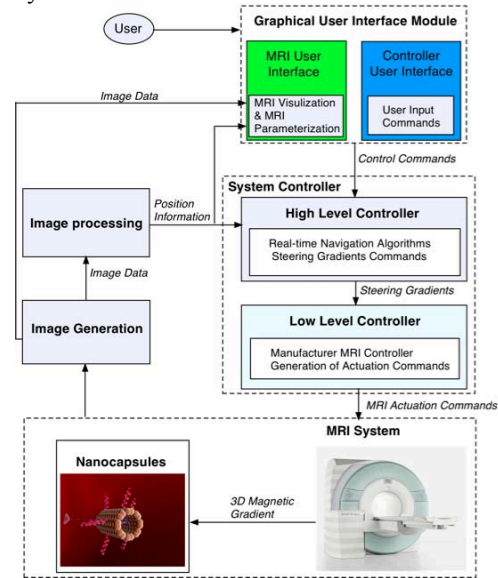 Graphical User Interface Module
User
MRI User
Interface
Controller
User Interface
Image Data
MRI Visulization
& MRI
Parameterization
User Input
Commands
Control Commands
System Controller
Position
Information
Image processing
High Level Controller
Real-time Navigation Algorithms
Steering Gradients Commands
Image Data
Steering Gradients
Image Generation
Low Level Controller
Manufacturer MRI Controller
Generation of Actuation Commands
MRI Actuation Commands
MRI System
Nanocapsules
3D Magnetic
Gradient